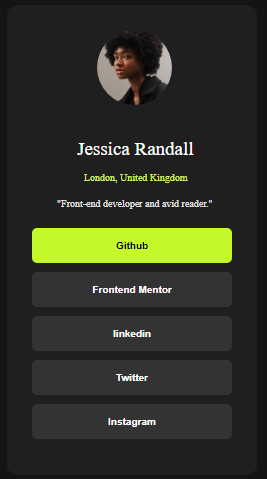 Jessica Randall
London, United Kingdom
"Front-end developer and avid reader."
Github
Frontend Mentor
linkedin
Twitter
Instagram